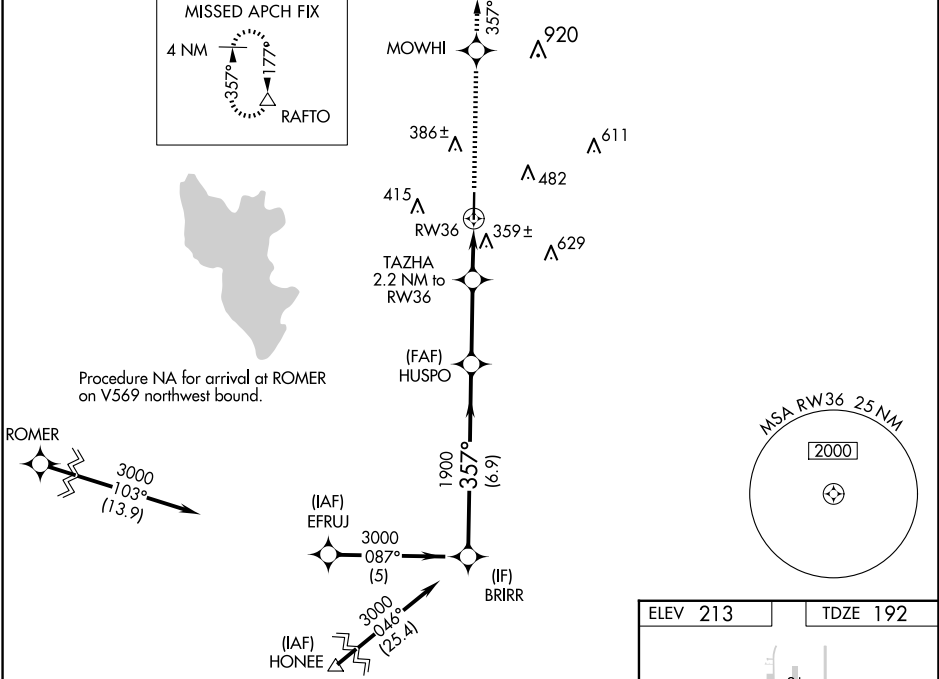 MISSED APCH FIX
4 NM
357°
177°
RAFTO
357°
MOWHI
920
386±
611
482
415
RW36
359±
629
TAZHA
2.2 NM to
RW36
(FAF)
HUSPO
Procedure NA for arrival at ROMER
on V569 northwest bound.
ROMER
3000
103°
(13.9)
1900
357°
(6.9)
MSA RW36 25 NM
2000
(IAF)
EFRUJ
3000
087°
(5)
(IF)
BRIRR
3000
046°
(25.4)
(IAF)
HONEE
ELEV 213
TDZE 192